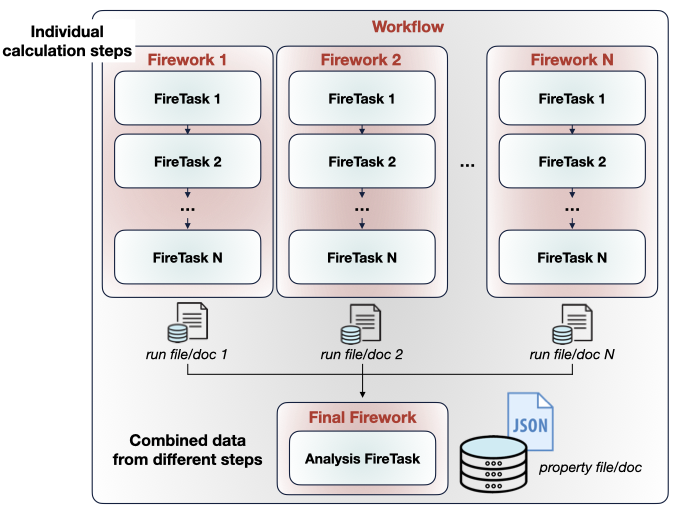 Individual
calculation steps
Workflow
Firework 1
FireTask 1
FireTask 2
...
FireTask N
Firework 2
FireTask 1
FireTask 2
...
FireTask N
...
Firework N
FireTask 1
FireTask 2
...
FireTask N
run file/doc 1
run file/doc 2
run file/doc N
Combined data
from different steps
Final Firework
Analysis FireTask
JSON
property file/doc